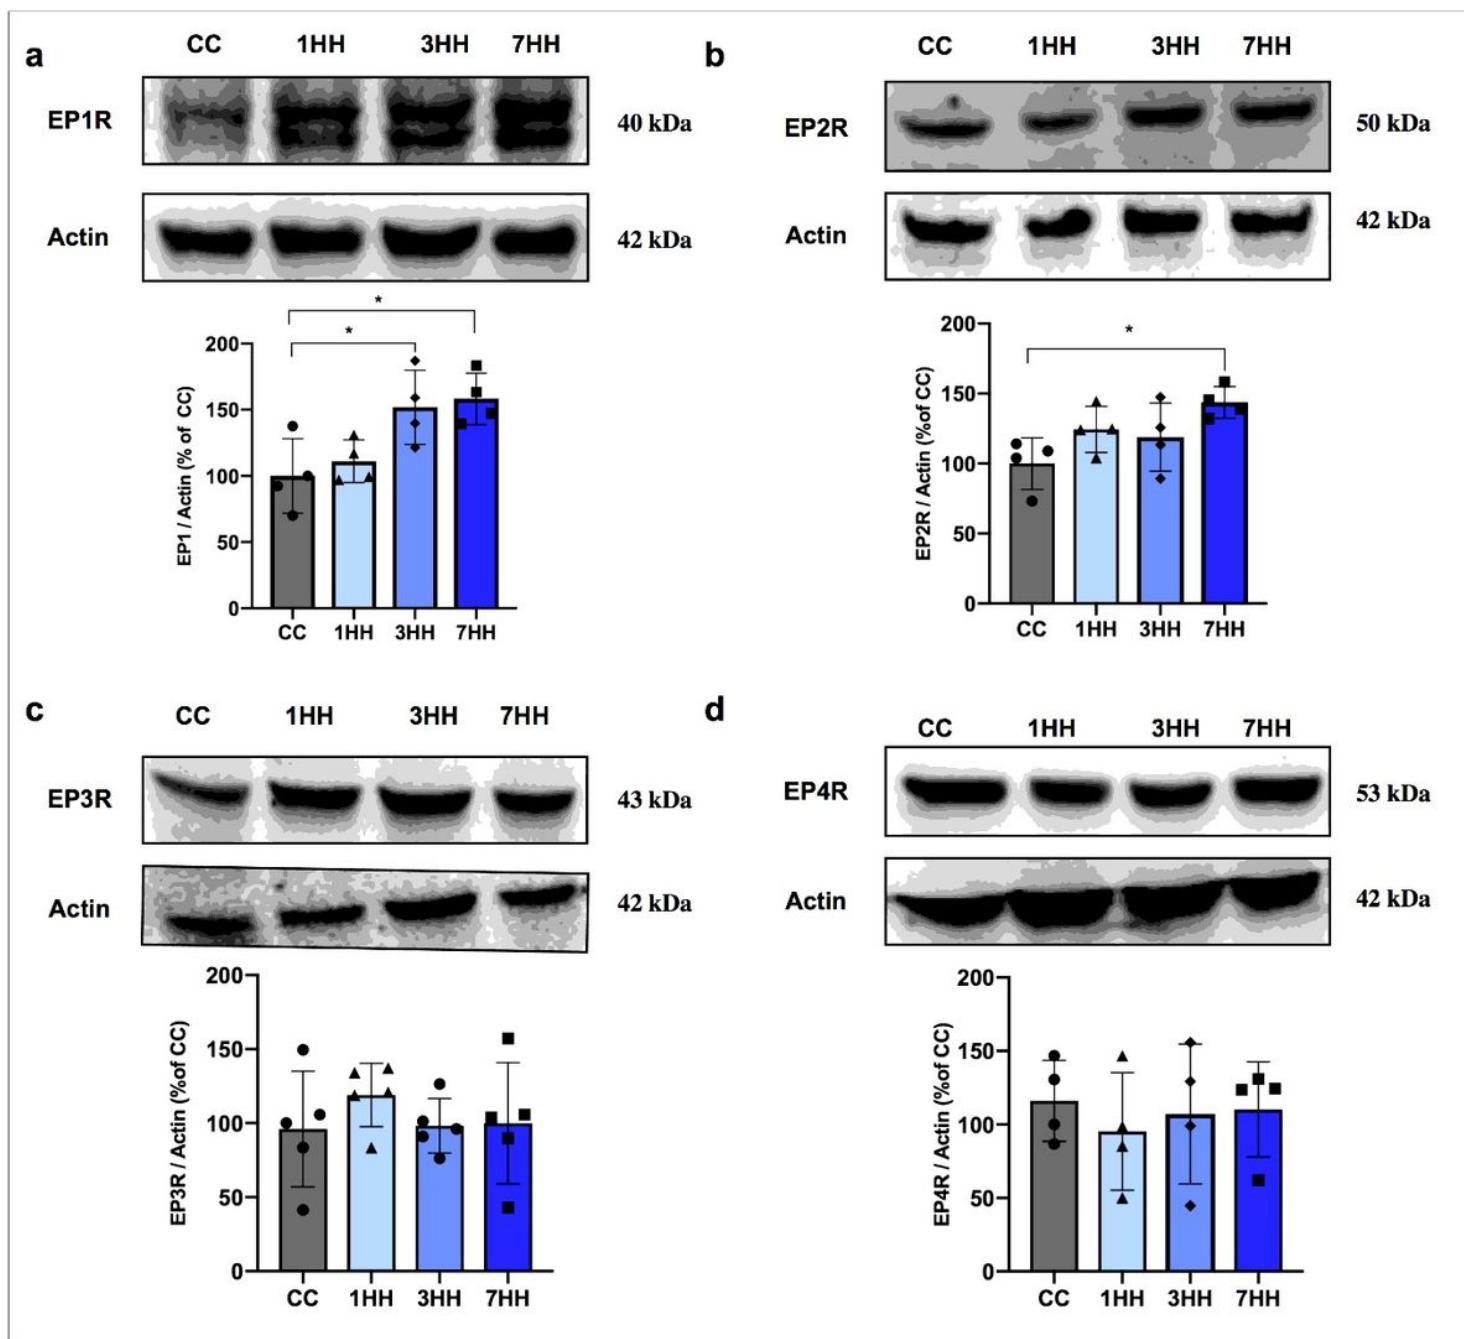 a
CC 1HH 3HH 7HH
EP1R 40 kDa
Actin 42 kDa
*
*
EP1 / Actin (% of CC)
200
150
100
50
0
CC 1HH 3HH 7HH
b
CC 1HH 3HH 7HH
EP2R 50 kDa
Actin 42 kDa
*
EP2R / Actin (%of CC)
200
150
100
50
0
CC 1HH 3HH 7HH
c
CC 1HH 3HH 7HH
EP3R 43 kDa
Actin 42 kDa
EP3R / Actin (%of CC)
200
150
100
50
0
CC 1HH 3HH 7HH
d
CC 1HH 3HH 7HH
EP4R 53 kDa
Actin 42 kDa
EP4R / Actin (%of CC)
200
150
100
50
0
CC 1HH 3HH 7HH